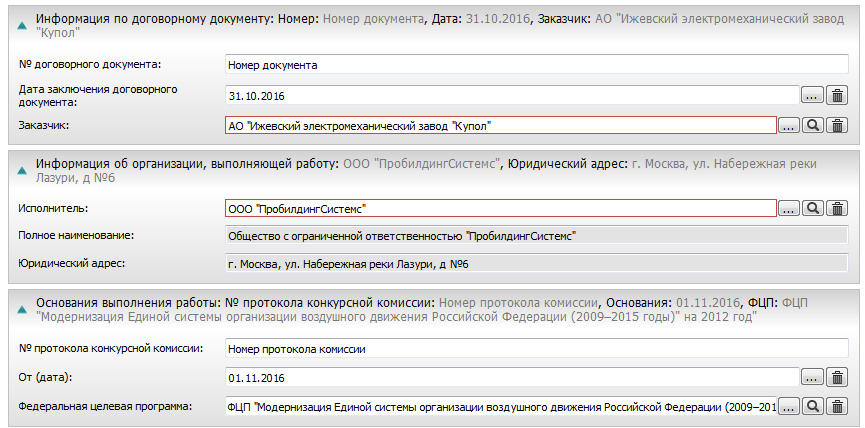 Информация по договорному документу: Номер: Номер документа, Дата: 31.10.2016, Заказчик: АО "Ижевский электромеханический завод
"Купол"
№ договорного документа: Номер документа
Дата заключения договорного
документа: 31.10.2016 ...
Заказчик: АО "Ижевский электромеханический завод "Купол" ...
Информация об организации, выполняющей работу: ООО "ПробилдингСистемс", Юридический адрес: г. Москва, ул. Набережная реки
Лазури, д №6
Исполнитель: ООО "ПробилдингСистемс" ...
Полное наименование: Общество с ограниченной ответственностью "ПробилдингСистемс"
Юридический адрес: г. Москва, ул. Набережная реки Лазури, д №6
Основания выполнения работы: № протокола конкурсной комиссии: Номер протокола комиссии, Основания: 01.11.2016, ФЦП: ФЦП
"Модернизация Единой системы организации воздушного движения Российской Федерации (2009–2015 годы)" на 2012 год"
№ протокола конкурсной комиссии: Номер протокола комиссии
От (дата): 01.11.2016 ...
Федеральная целевая программа: ФЦП "Модернизация Единой системы организации воздушного движения Российской Федерации (2009–201 ...